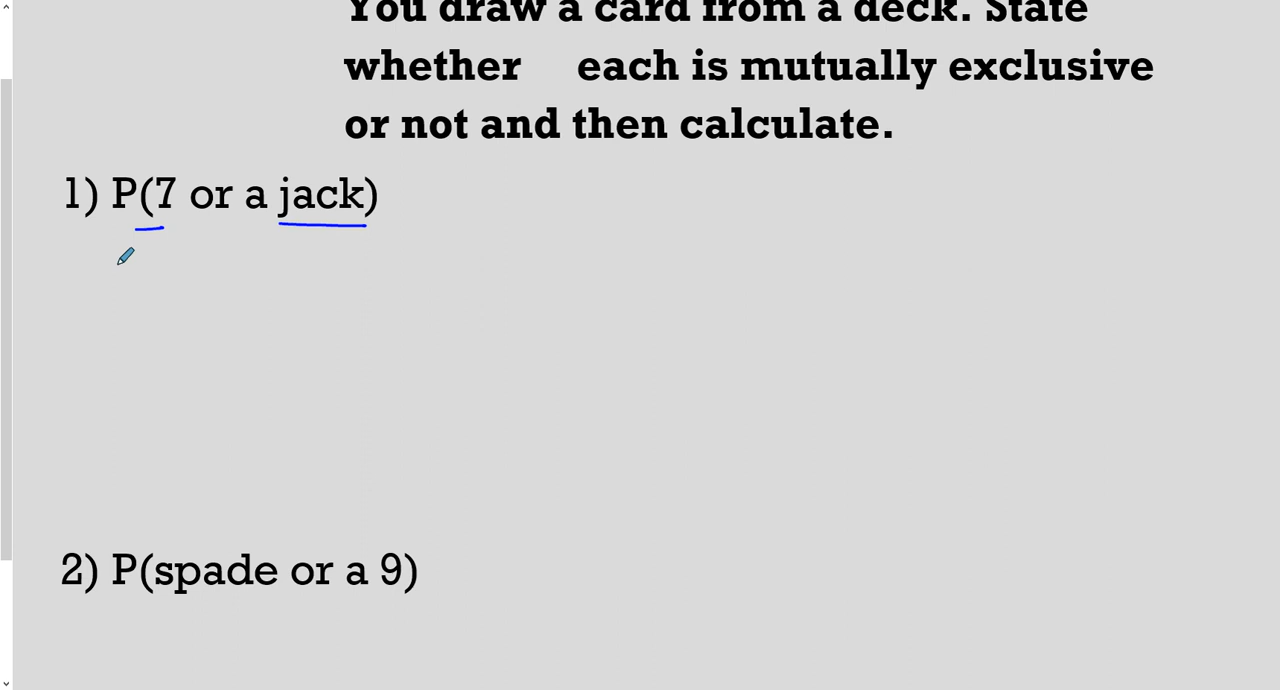 You draw a card from a deck. State
whether each is mutually exclusive
or not and then calculate.
1) P(7 or a jack)
2) P(spade or a 9)